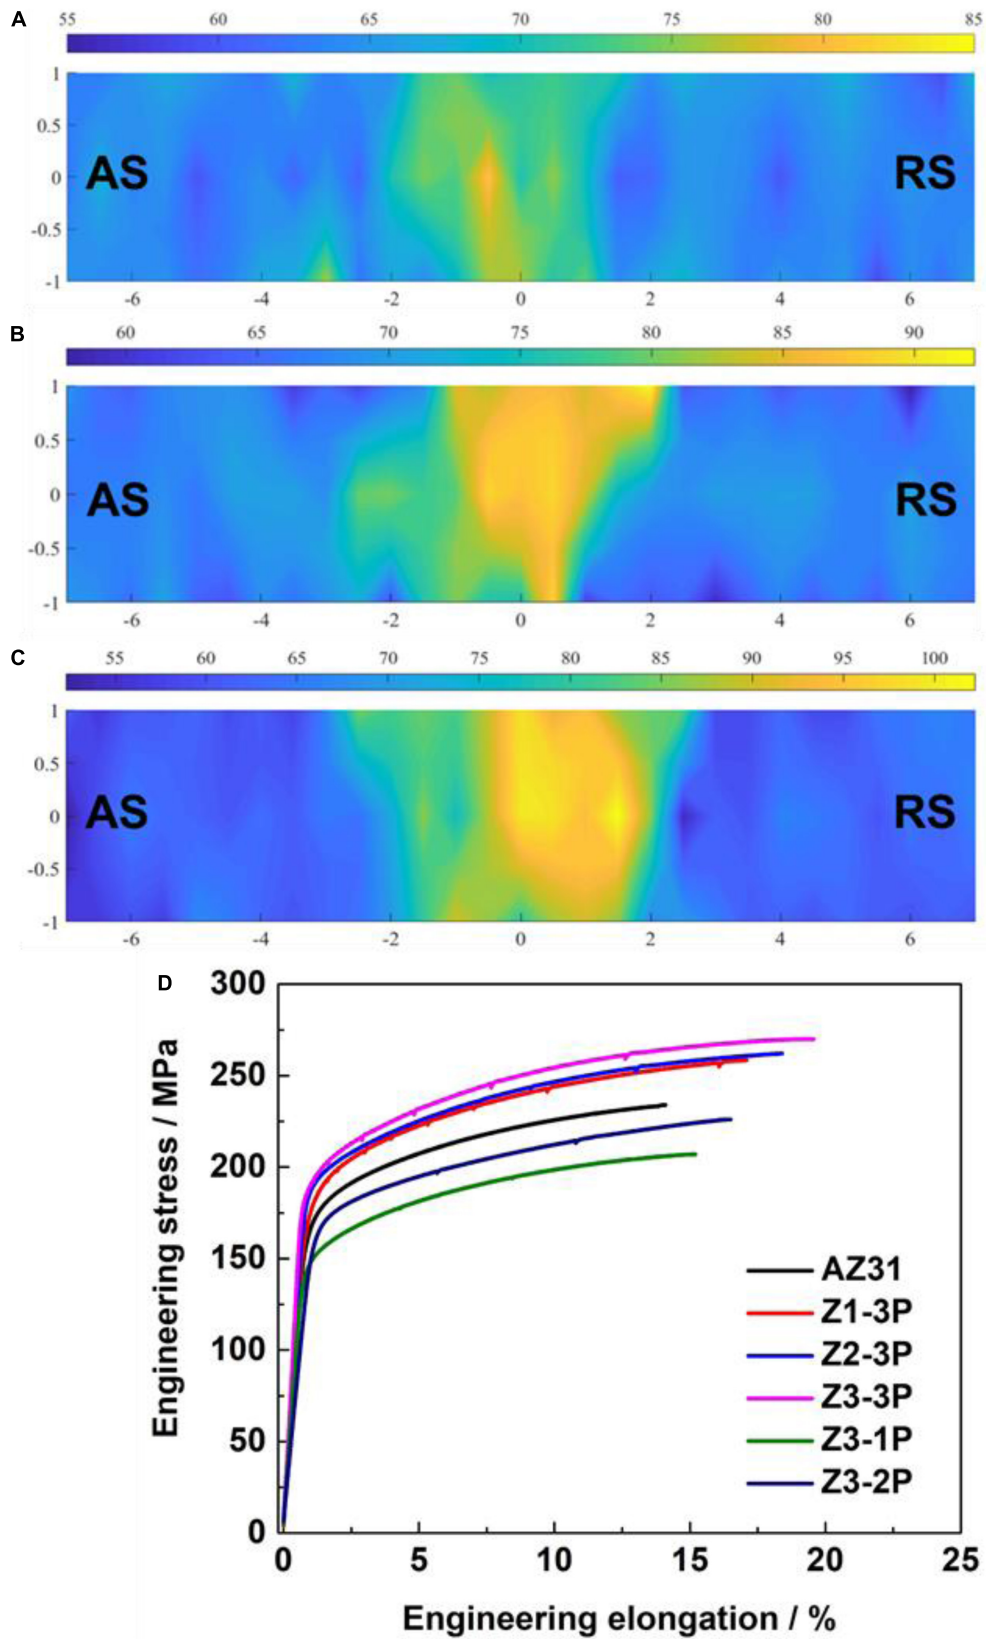 A
55 60 65 70 75 80 85
1
0.5
AS 0 RS
-0.5
-1
-6 -4 -2 0 2 4 6
B
60 65 70 75 80 85 90
1
0.5
0 AS RS
-0.5
-1
-6 -4 -2 0 2 4 6
C
55 60 65 70 75 80 85 90 95 100
1
0.5
0 AS RS
-0.5
-1
-6 -4 -2 0 2 4 6
D
Engineering stress / MPa
300
250
200
150
100
50
0
AZ31
Z1-3P
Z2-3P
Z3-3P
Z3-1P
Z3-2P
0 5 10 15 20 25
Engineering elongation / %